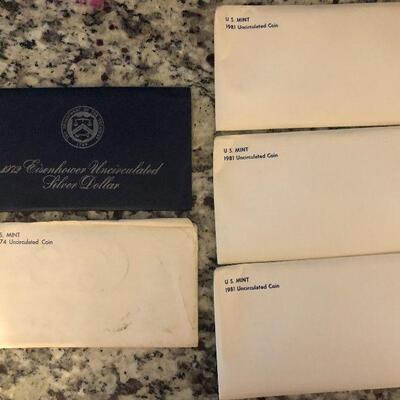 1972 Eisenhower Uncirculated
Silver Dollar
S. MINT
74 Uncirculated Coin
U S. MINT
1981 Uncirculated Coin
U S. MINT
1981 Uncirculated Coin
U S. MINT
1981 Uncirculated Coin